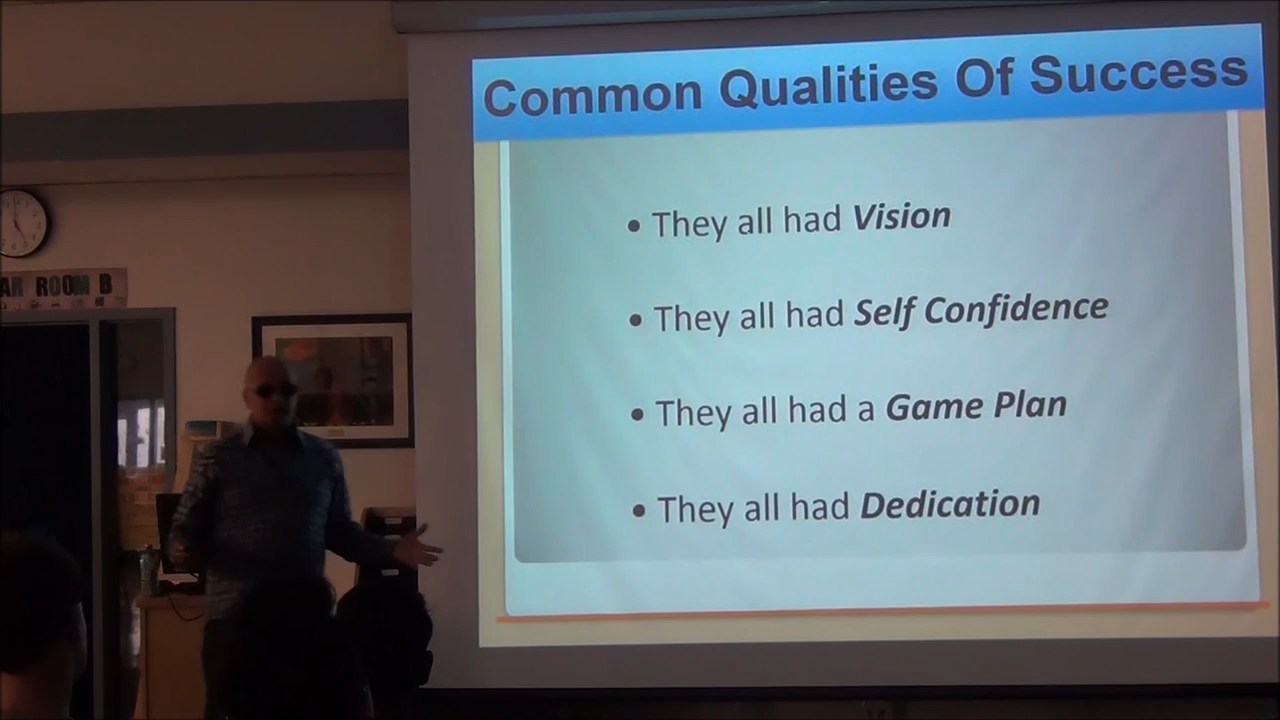 Common Qualities Of Success
• They all had Vision
• They all had Self Confidence
• They all had a Game Plan
• They all had Dedication
AR ROOM B